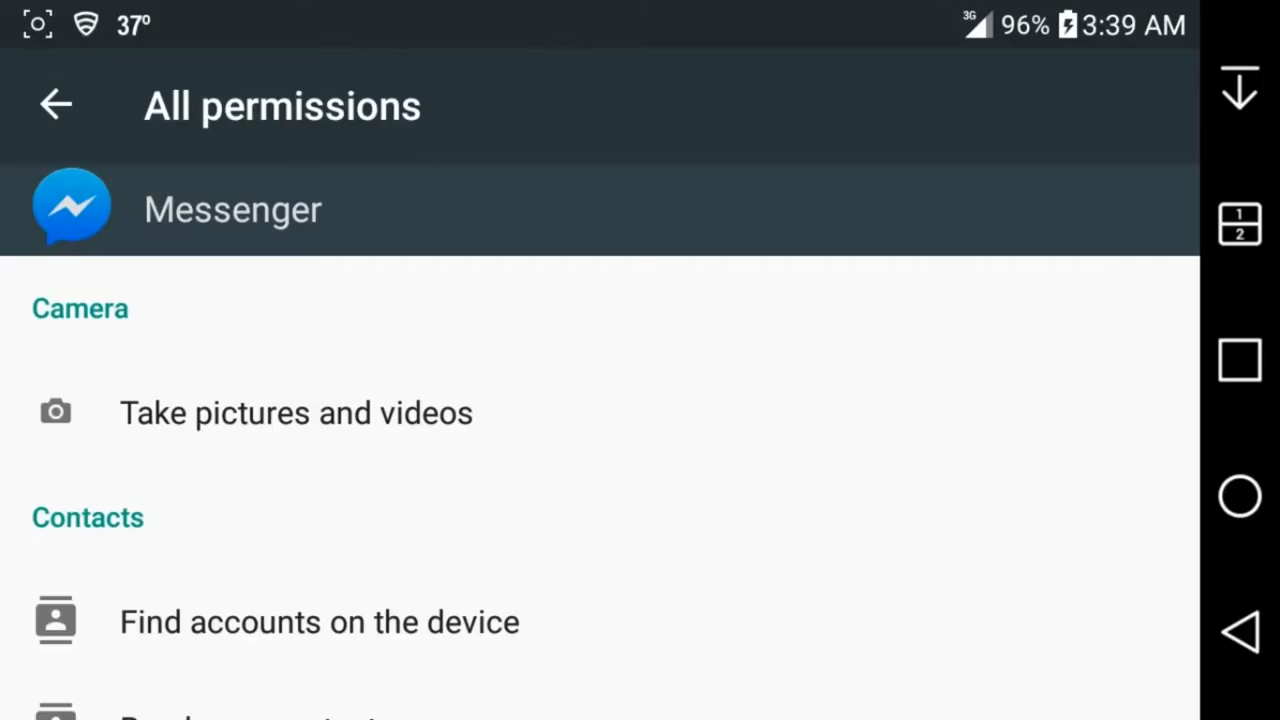 37º 3G 96% 3:39 AM
All permissions
Messenger
Camera
Take pictures and videos
Contacts
Find accounts on the device
1
2